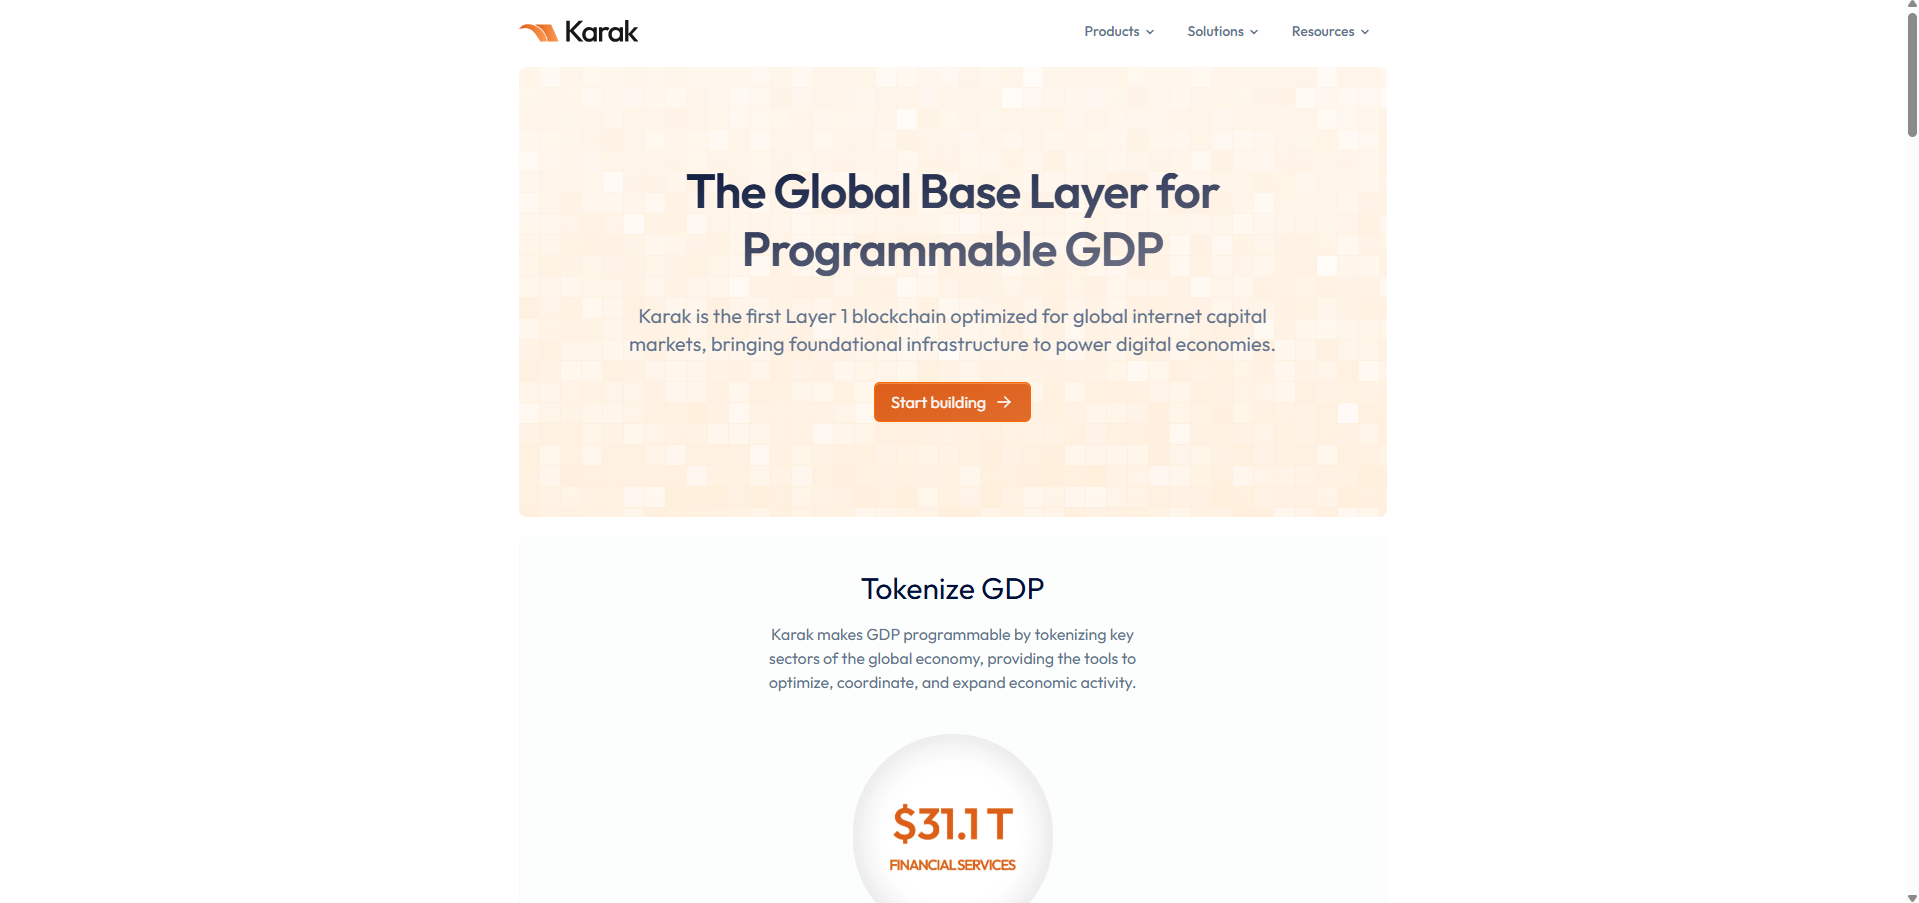 Karak
Products
Solutions
Resources
The Global Base Layer for
Programmable GDP
Karak is the first Layer 1 blockchain optimized for global internet capital
markets, bringing foundational infrastructure to power digital economies.
Start building
Tokenize GDP
Karak makes GDP programmable by tokenizing key
sectors of the global economy, providing the tools to
optimize, coordinate, and expand economic activity.
$31.1 T
FINANCIAL SERVICES